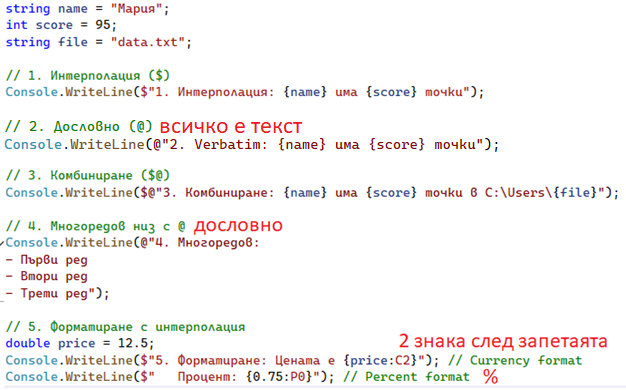 string name = "Мария";
int score = 95;
string file = "data.txt";
// 1. Интерполация ($)
Console.WriteLine($"1. Интерполация: {name} има {score} точки");
// 2. Дословно (@) всичко е текст
Console.WriteLine(@"2. Verbatim: {name} има {score} точки");
// 3. Комбиниране ($@)
Console.WriteLine($@"3. Комбиниране: {name} има {score} точки в C:\Users\{file}");
// 4. Многоредов низ с @ дословно
Console.WriteLine(@"4. Многоредов:
- Първи ред
- Втори ред
- Трети ред");
// 5. Форматиране с интерполация
double price = 12.5; 2 знака след запетаята
Console.WriteLine($"5. Форматиране: Цената е {price:C2}"); // Currency format
Console.WriteLine($"   Процент: {0.75:P0}"); // Percent format %